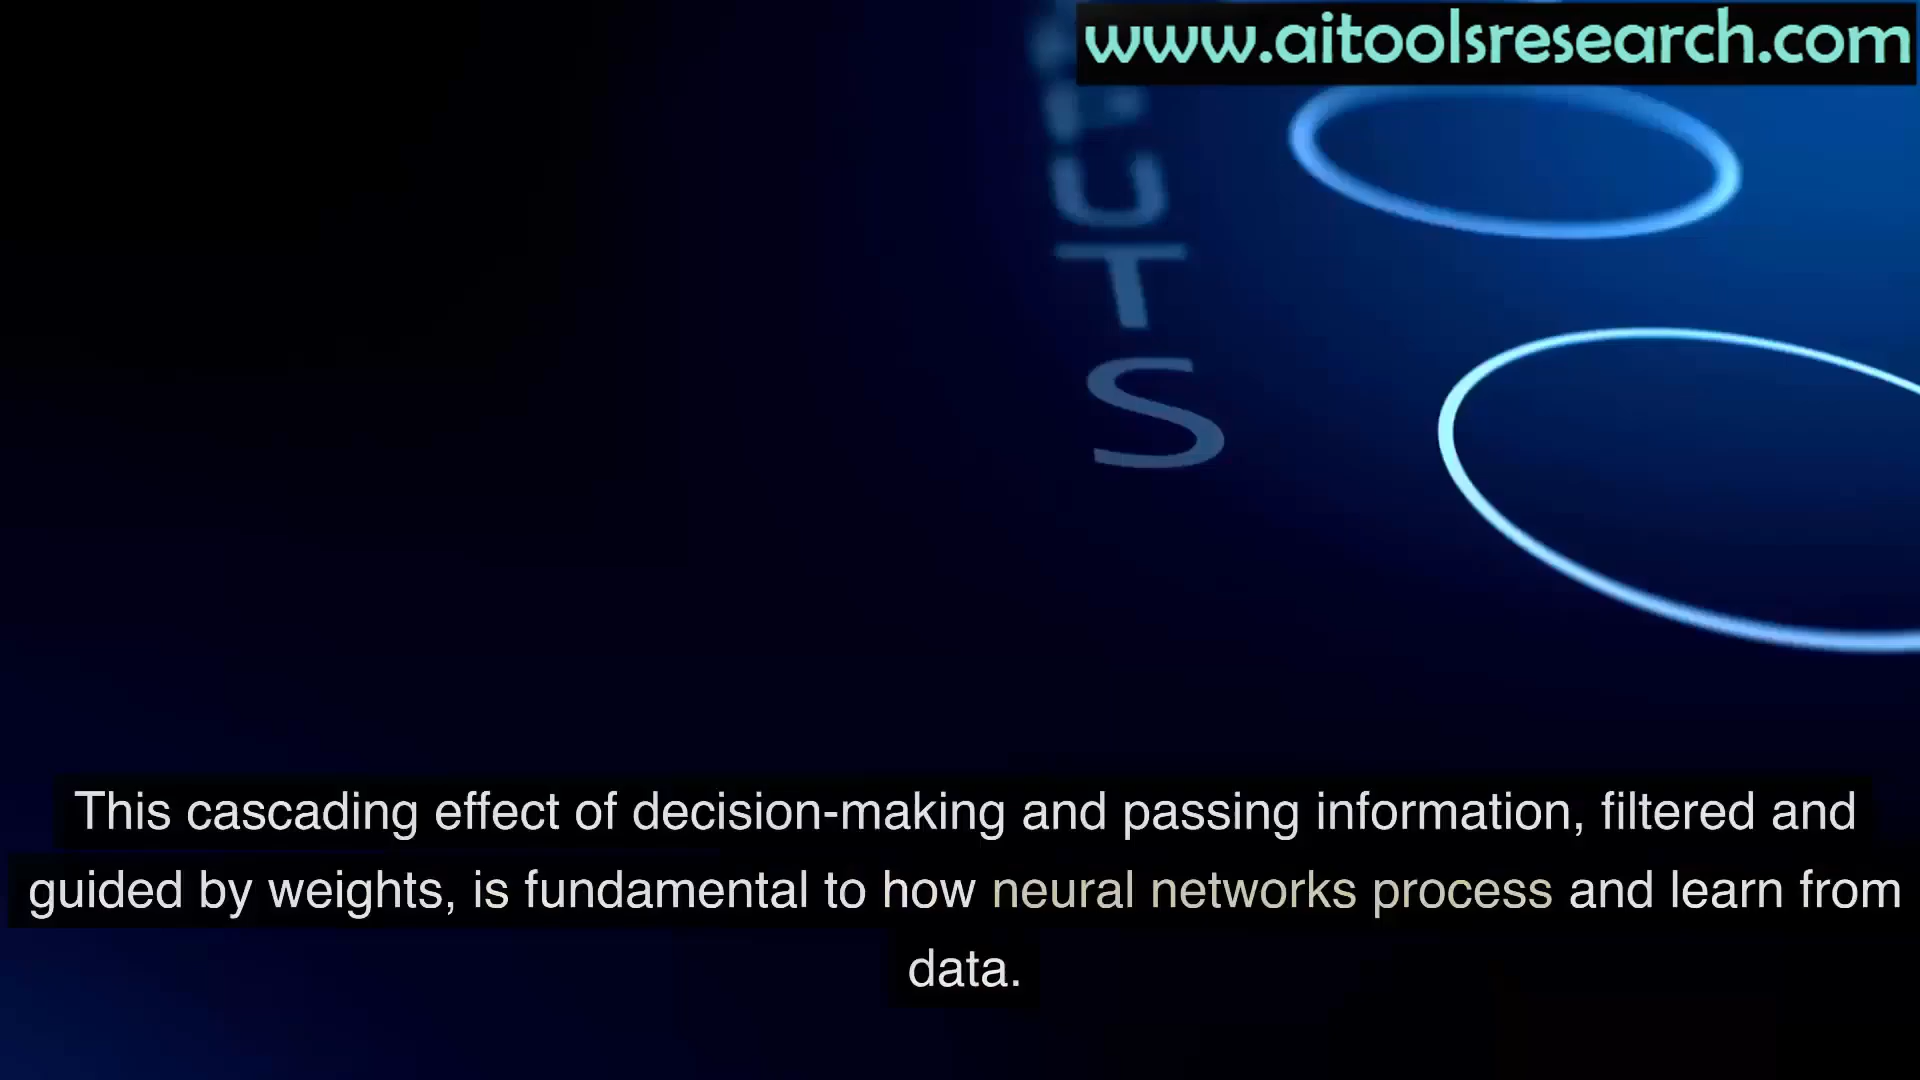 www.aitoolsresearch.com
U
T
S
This cascading effect of decision-making and passing information, filtered and
guided by weights, is fundamental to how neural networks process and learn from
data.